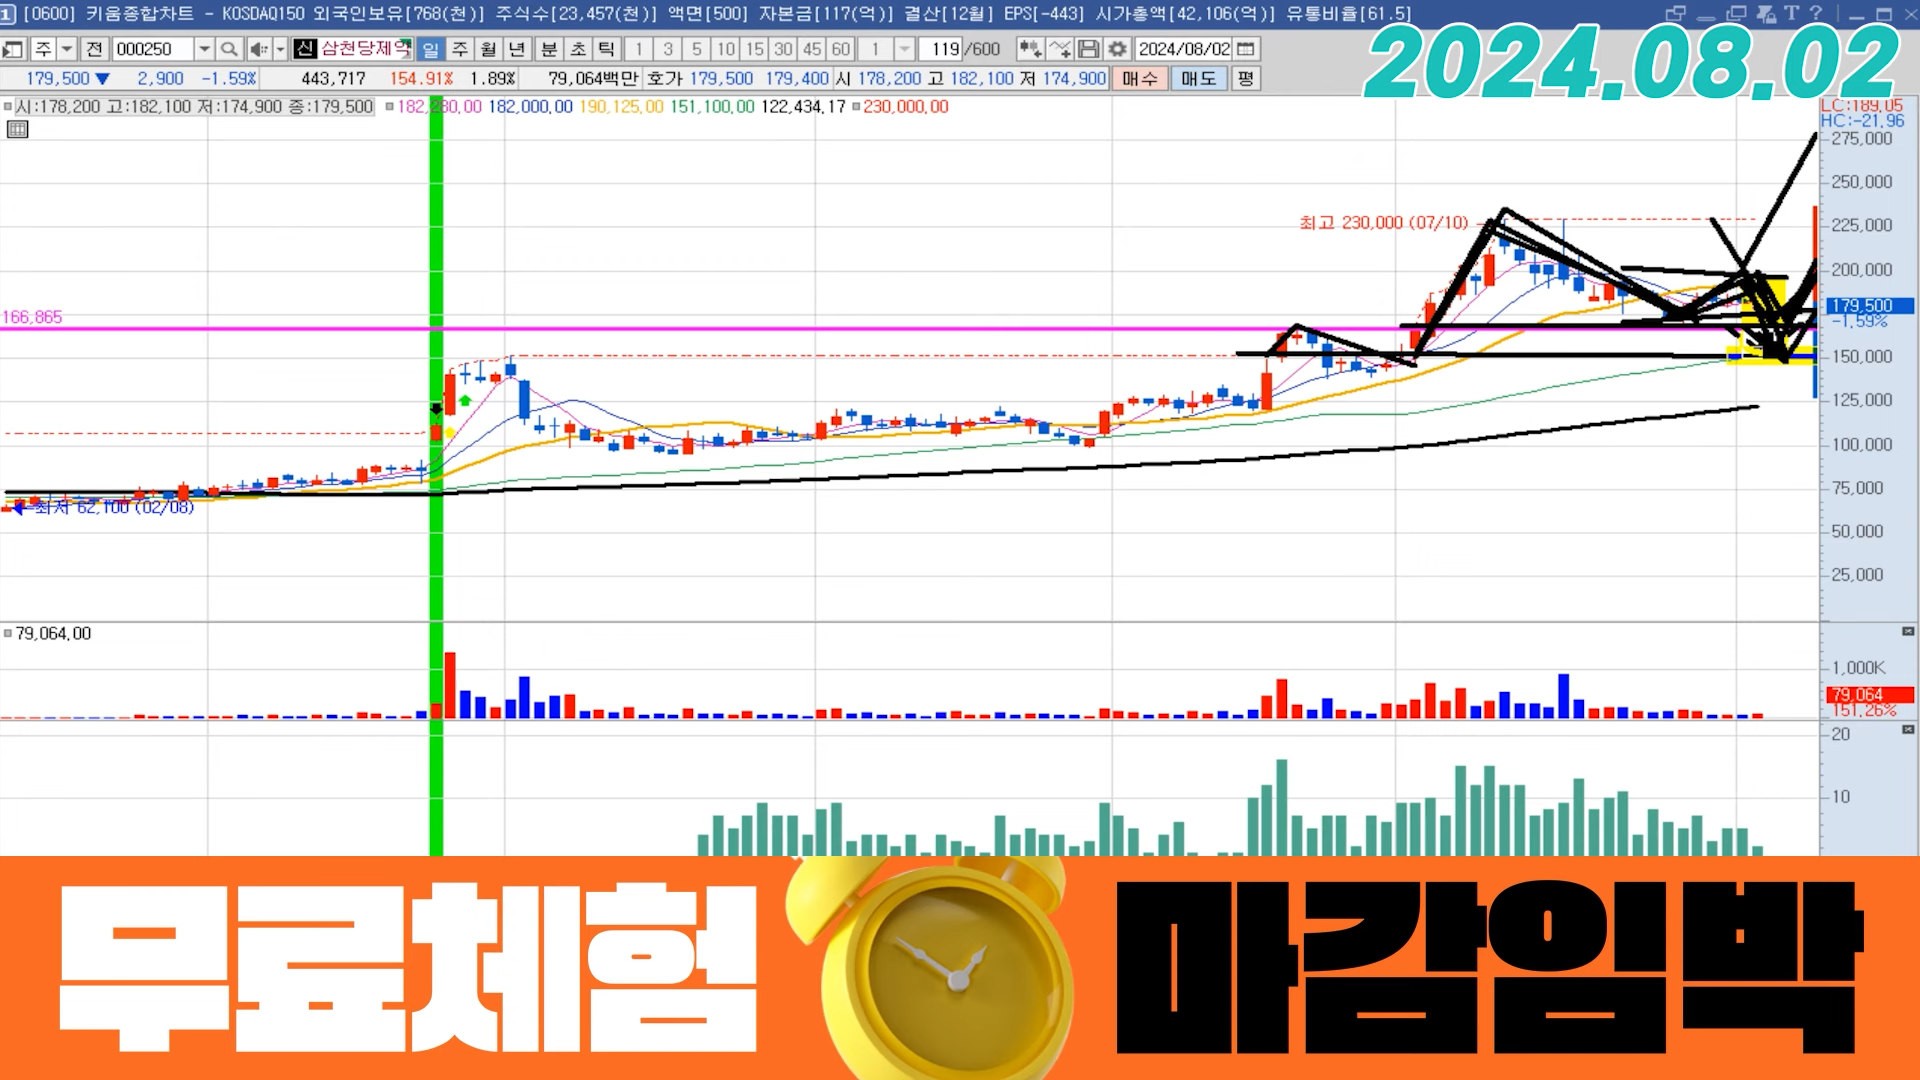 1 [0600] 키움종합차트 - KOSDAQ150 외국인보유[768(천)] 주식수[23,457(천)] 액면[500] 자본금[117(억)] 결산[12월] EPS[-443] 시가총액[42,106(억)] 유통비율[61.5]
2024.08.02
주 전 000250 신 삼천당제약 일 주 월 년 분 초 틱 1 3 5 10 15 30 45 60 1 119 /600 2024/08/02
179,500 ▼ 2,900 -1.59% 443,717 154.91% 1.89% 79,064백만 호가 179,500 179,400 시 178,200 고 182,100 저 174,900 매수 매도 평
시:178,200 고:182,100 저:174,900 종:179,500 182,000.00 190,125.00 151,100.00 122,434.17 230,000.00
LC:189.05
HC:-21.96
275,000
250,000
최고 230,000 (07/10)
225,000
200,000
179,500
-1.59%
166,865
150,000
125,000
100,000
75,000
최저 62,100 (02/08)
50,000
25,000
79,064.00
1,000K
79,064
151.26%
20
10
무료체험 마감임박